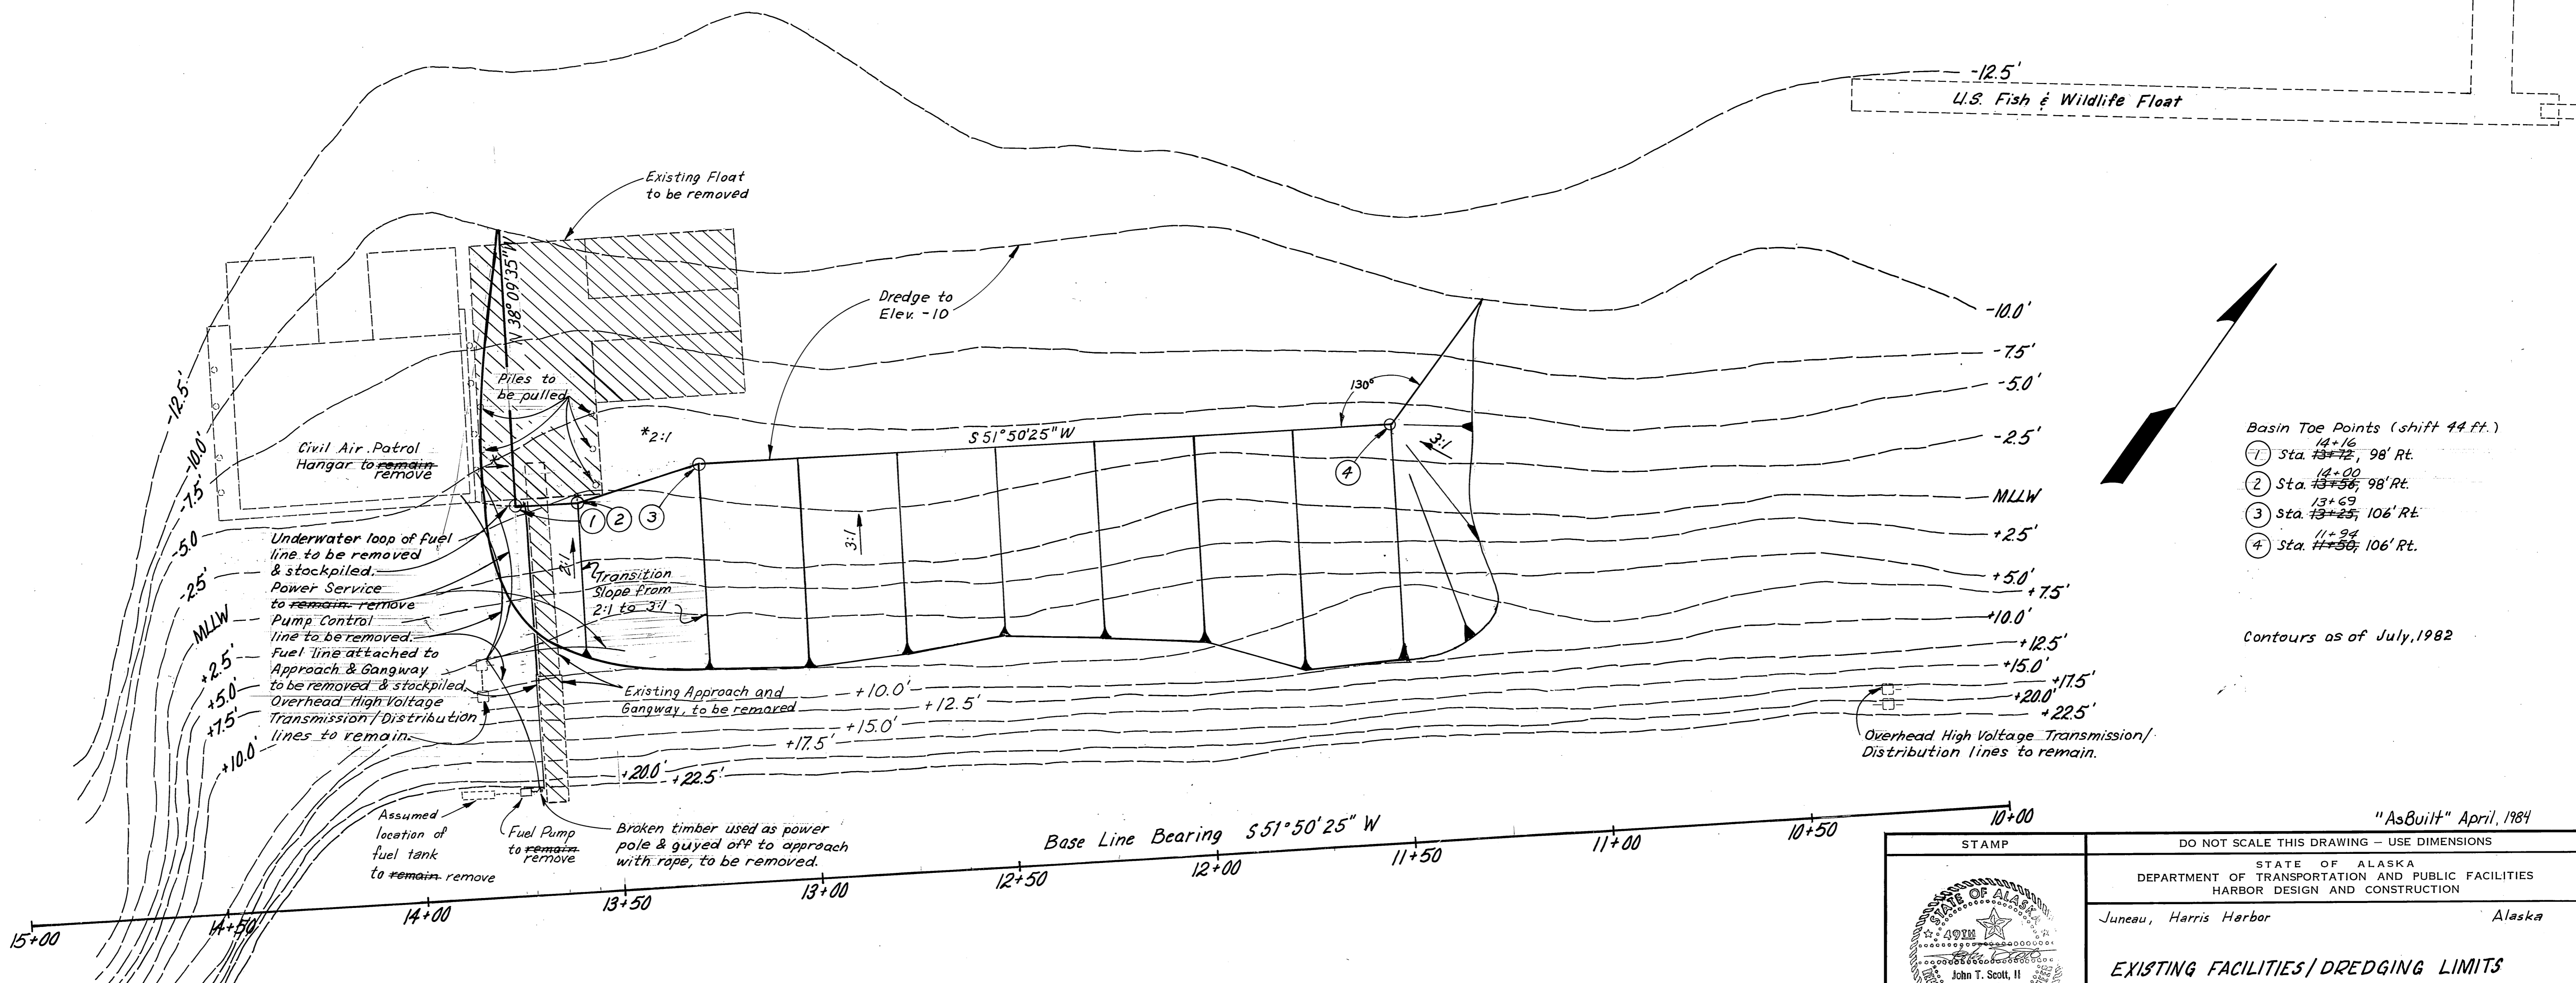 -12.5'
U.S. Fish & Wildlife Float
Existing Float
to be removed
N 38° 09' 35" W
Dredge to
Elev. -10
-10.0'
-7.5'
-5.0'
-2.5'
MLLW
+2.5'
+5.0'
+7.5'
+10.0'
+12.5'
+15.0'
+17.5'
+20.0'
+22.5'
Piles to
be pulled
130°
*2:1
S 51° 50' 25" W
3:1
4
Civil Air Patrol
Hangar to remain
remove
1
2
3
3:1
2:1
Transition
Slope from
2:1 to 3:1
-12.5'
-10.0'
-7.5'
-5.0
-2.5'
MLLW
+2.5'
+5.0'
+7.5'
+10.0'
Underwater loop of fuel
line to be removed
& stockpiled.
Power Service
to remain remove
Pump Control
line to be removed.
Fuel line attached to
Approach & Gangway
to be removed & stockpiled.
Overhead High Voltage
Transmission/Distribution
lines to remain.
Existing Approach and
Gangway, to be removed
+10.0'
+12.5'
+15.0'
+17.5'
+20.0'
+22.5'
Assumed
location of
fuel tank
to remain remove
Fuel Pump
to remain
remove
Broken timber used as power
pole & guyed off to approach
with rope, to be removed.
Overhead High Voltage Transmission/
Distribution lines to remain.
Base Line Bearing S 51° 50' 25" W
15+00
14+50
14+00
13+50
13+00
12+50
12+00
11+50
11+00
10+50
10+00
Basin Toe Points (shift 44 ft.)
14+16
1 Sta. 13+72, 98' Rt.
14+00
2 Sta. 13+56, 98' Rt.
13+69
3 Sta. 13+25, 106' Rt.
11+94
4 Sta. 11+50, 106' Rt.
Contours as of July, 1982
"AsBuilt" April, 1984
STAMP
DO NOT SCALE THIS DRAWING – USE DIMENSIONS
STATE OF ALASKA
DEPARTMENT OF TRANSPORTATION AND PUBLIC FACILITIES
HARBOR DESIGN AND CONSTRUCTION
Juneau, Harris Harbor Alaska
EXISTING FACILITIES/DREDGING LIMITS
STATE OF ALASKA
49TH
John T. Scott, II